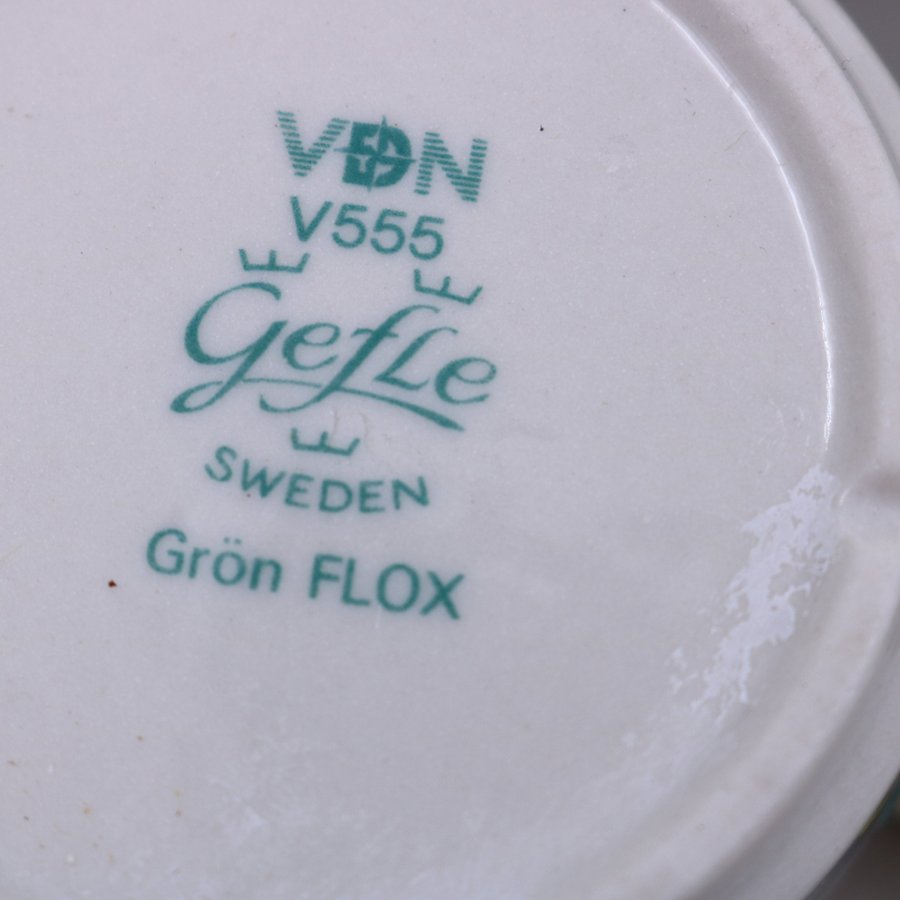 VDN
V555
Gefle
SWEDEN
Grön FLOX